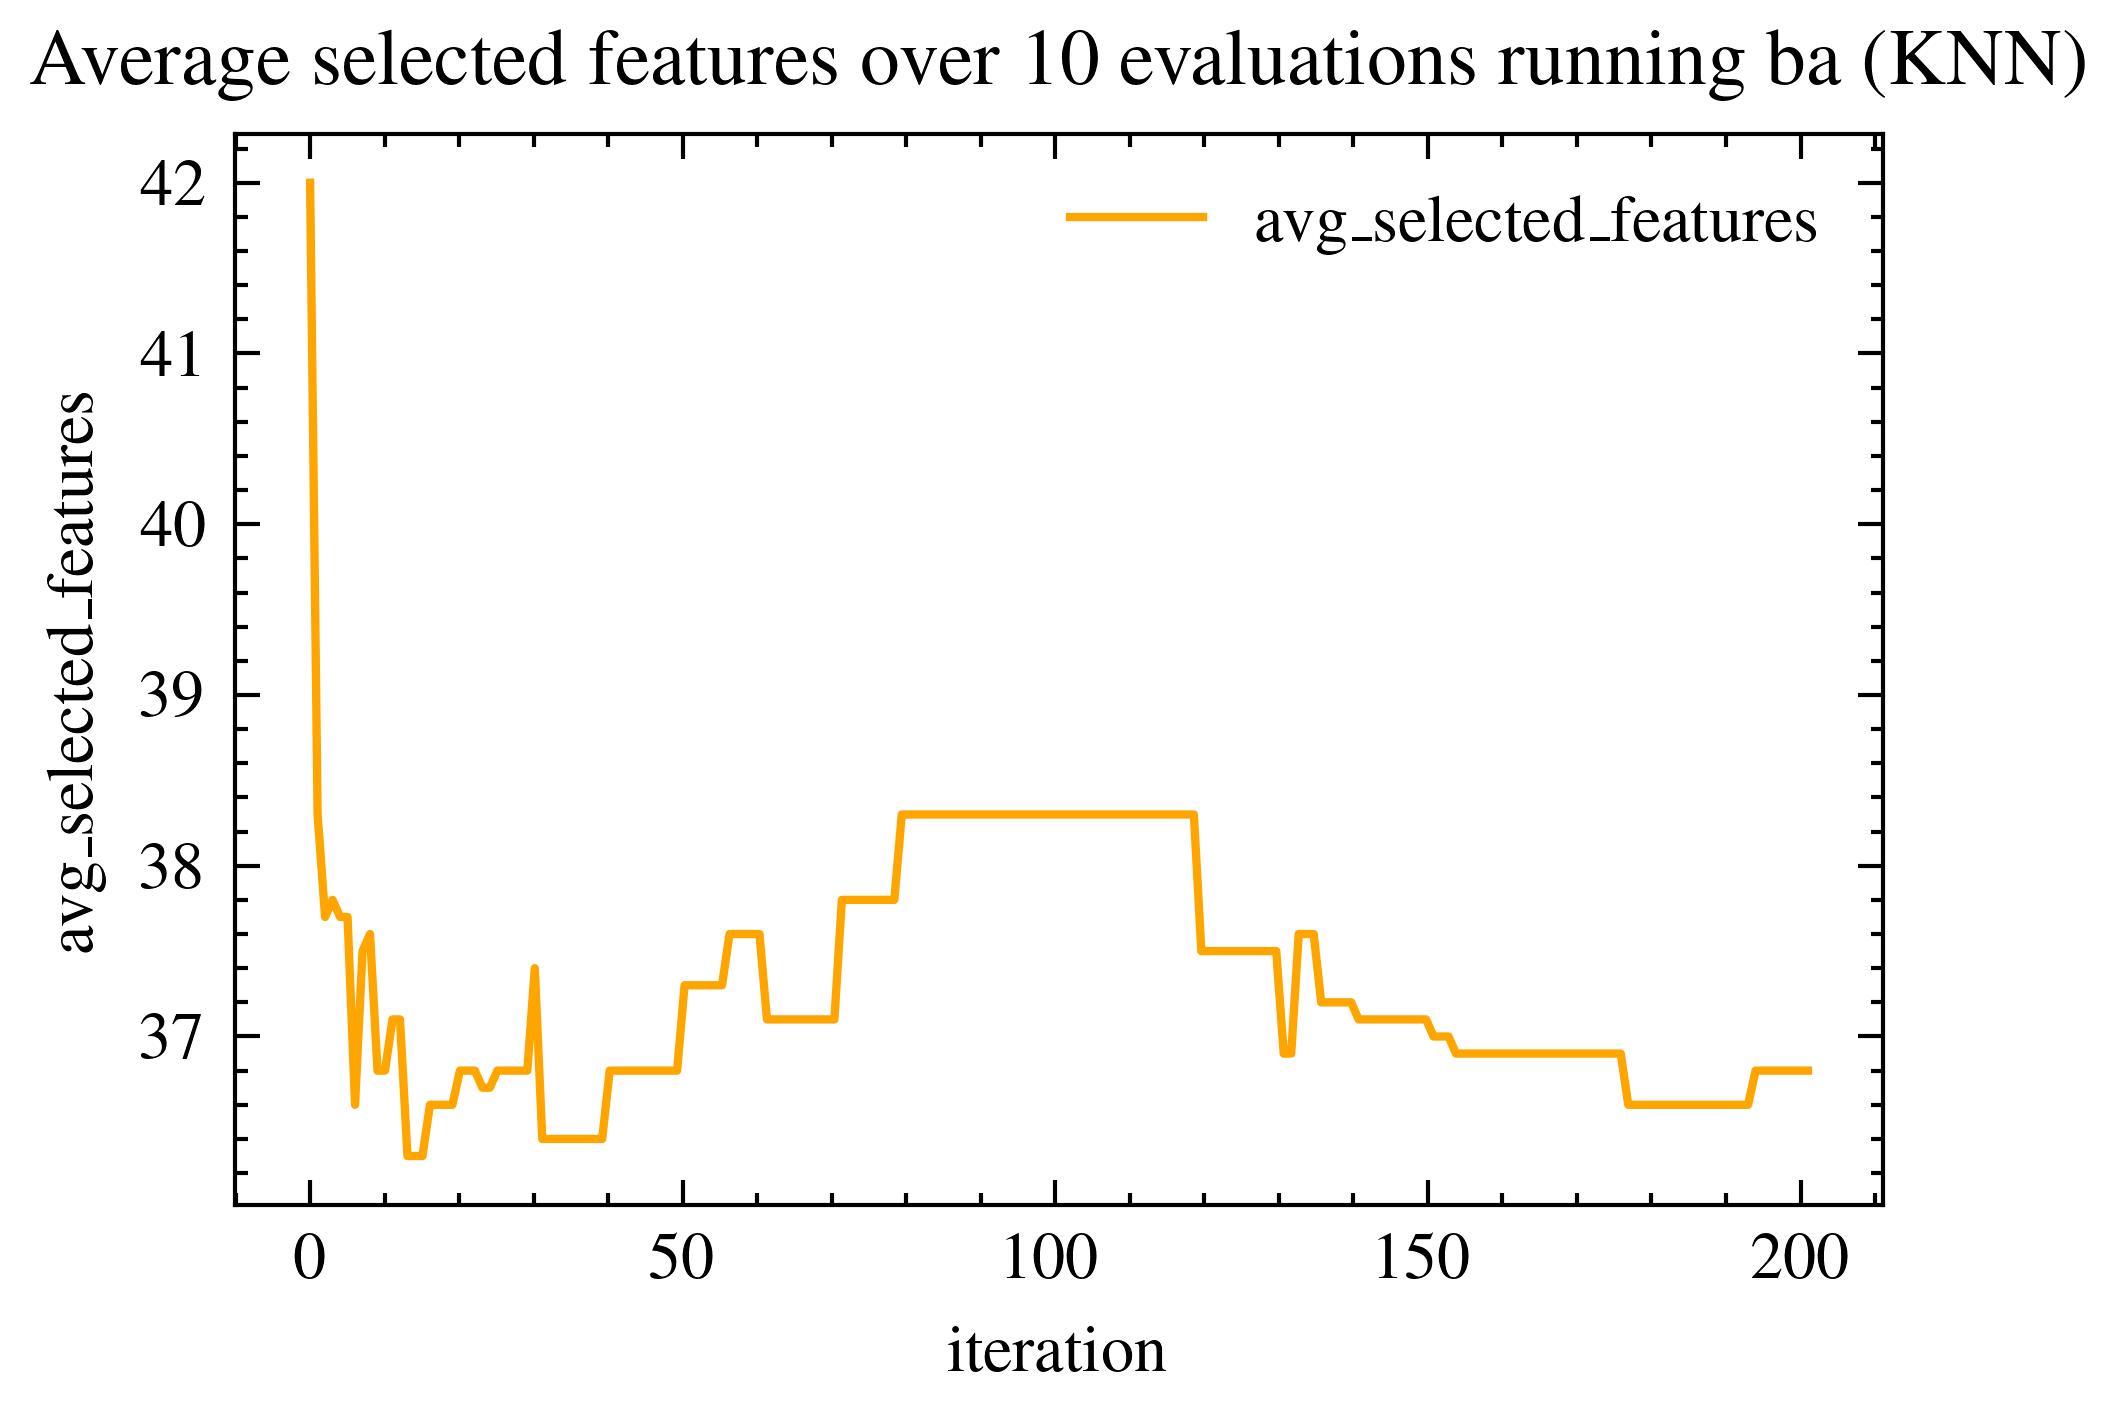 Average selected features over 10 evaluations running ba (KNN)
avg_selected_features
avg_selected_features
42
41
40
39
38
37
0 50 100 150 200
iteration